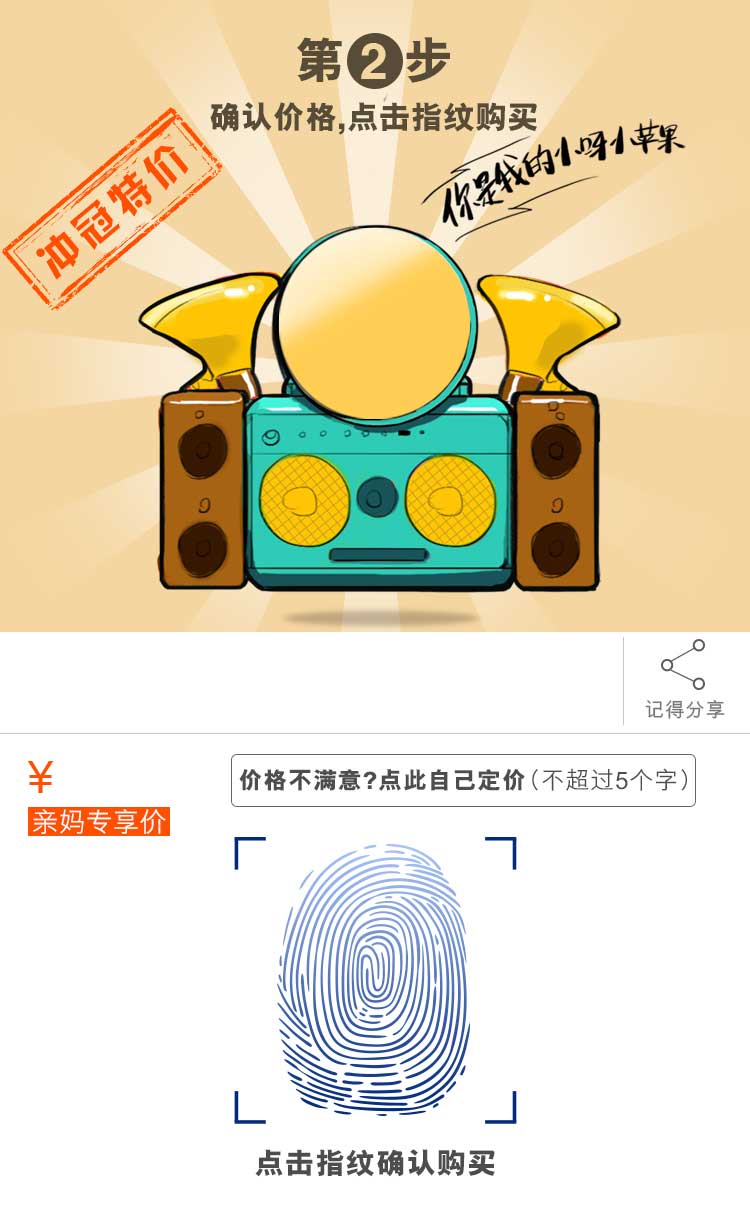 第2步
确认价格,点击指纹购买
冲冠特价
你是我的小呀小苹果
记得分享
¥
价格不满意?点此自己定价(不超过5个字)
亲妈专享价
点击指纹确认购买